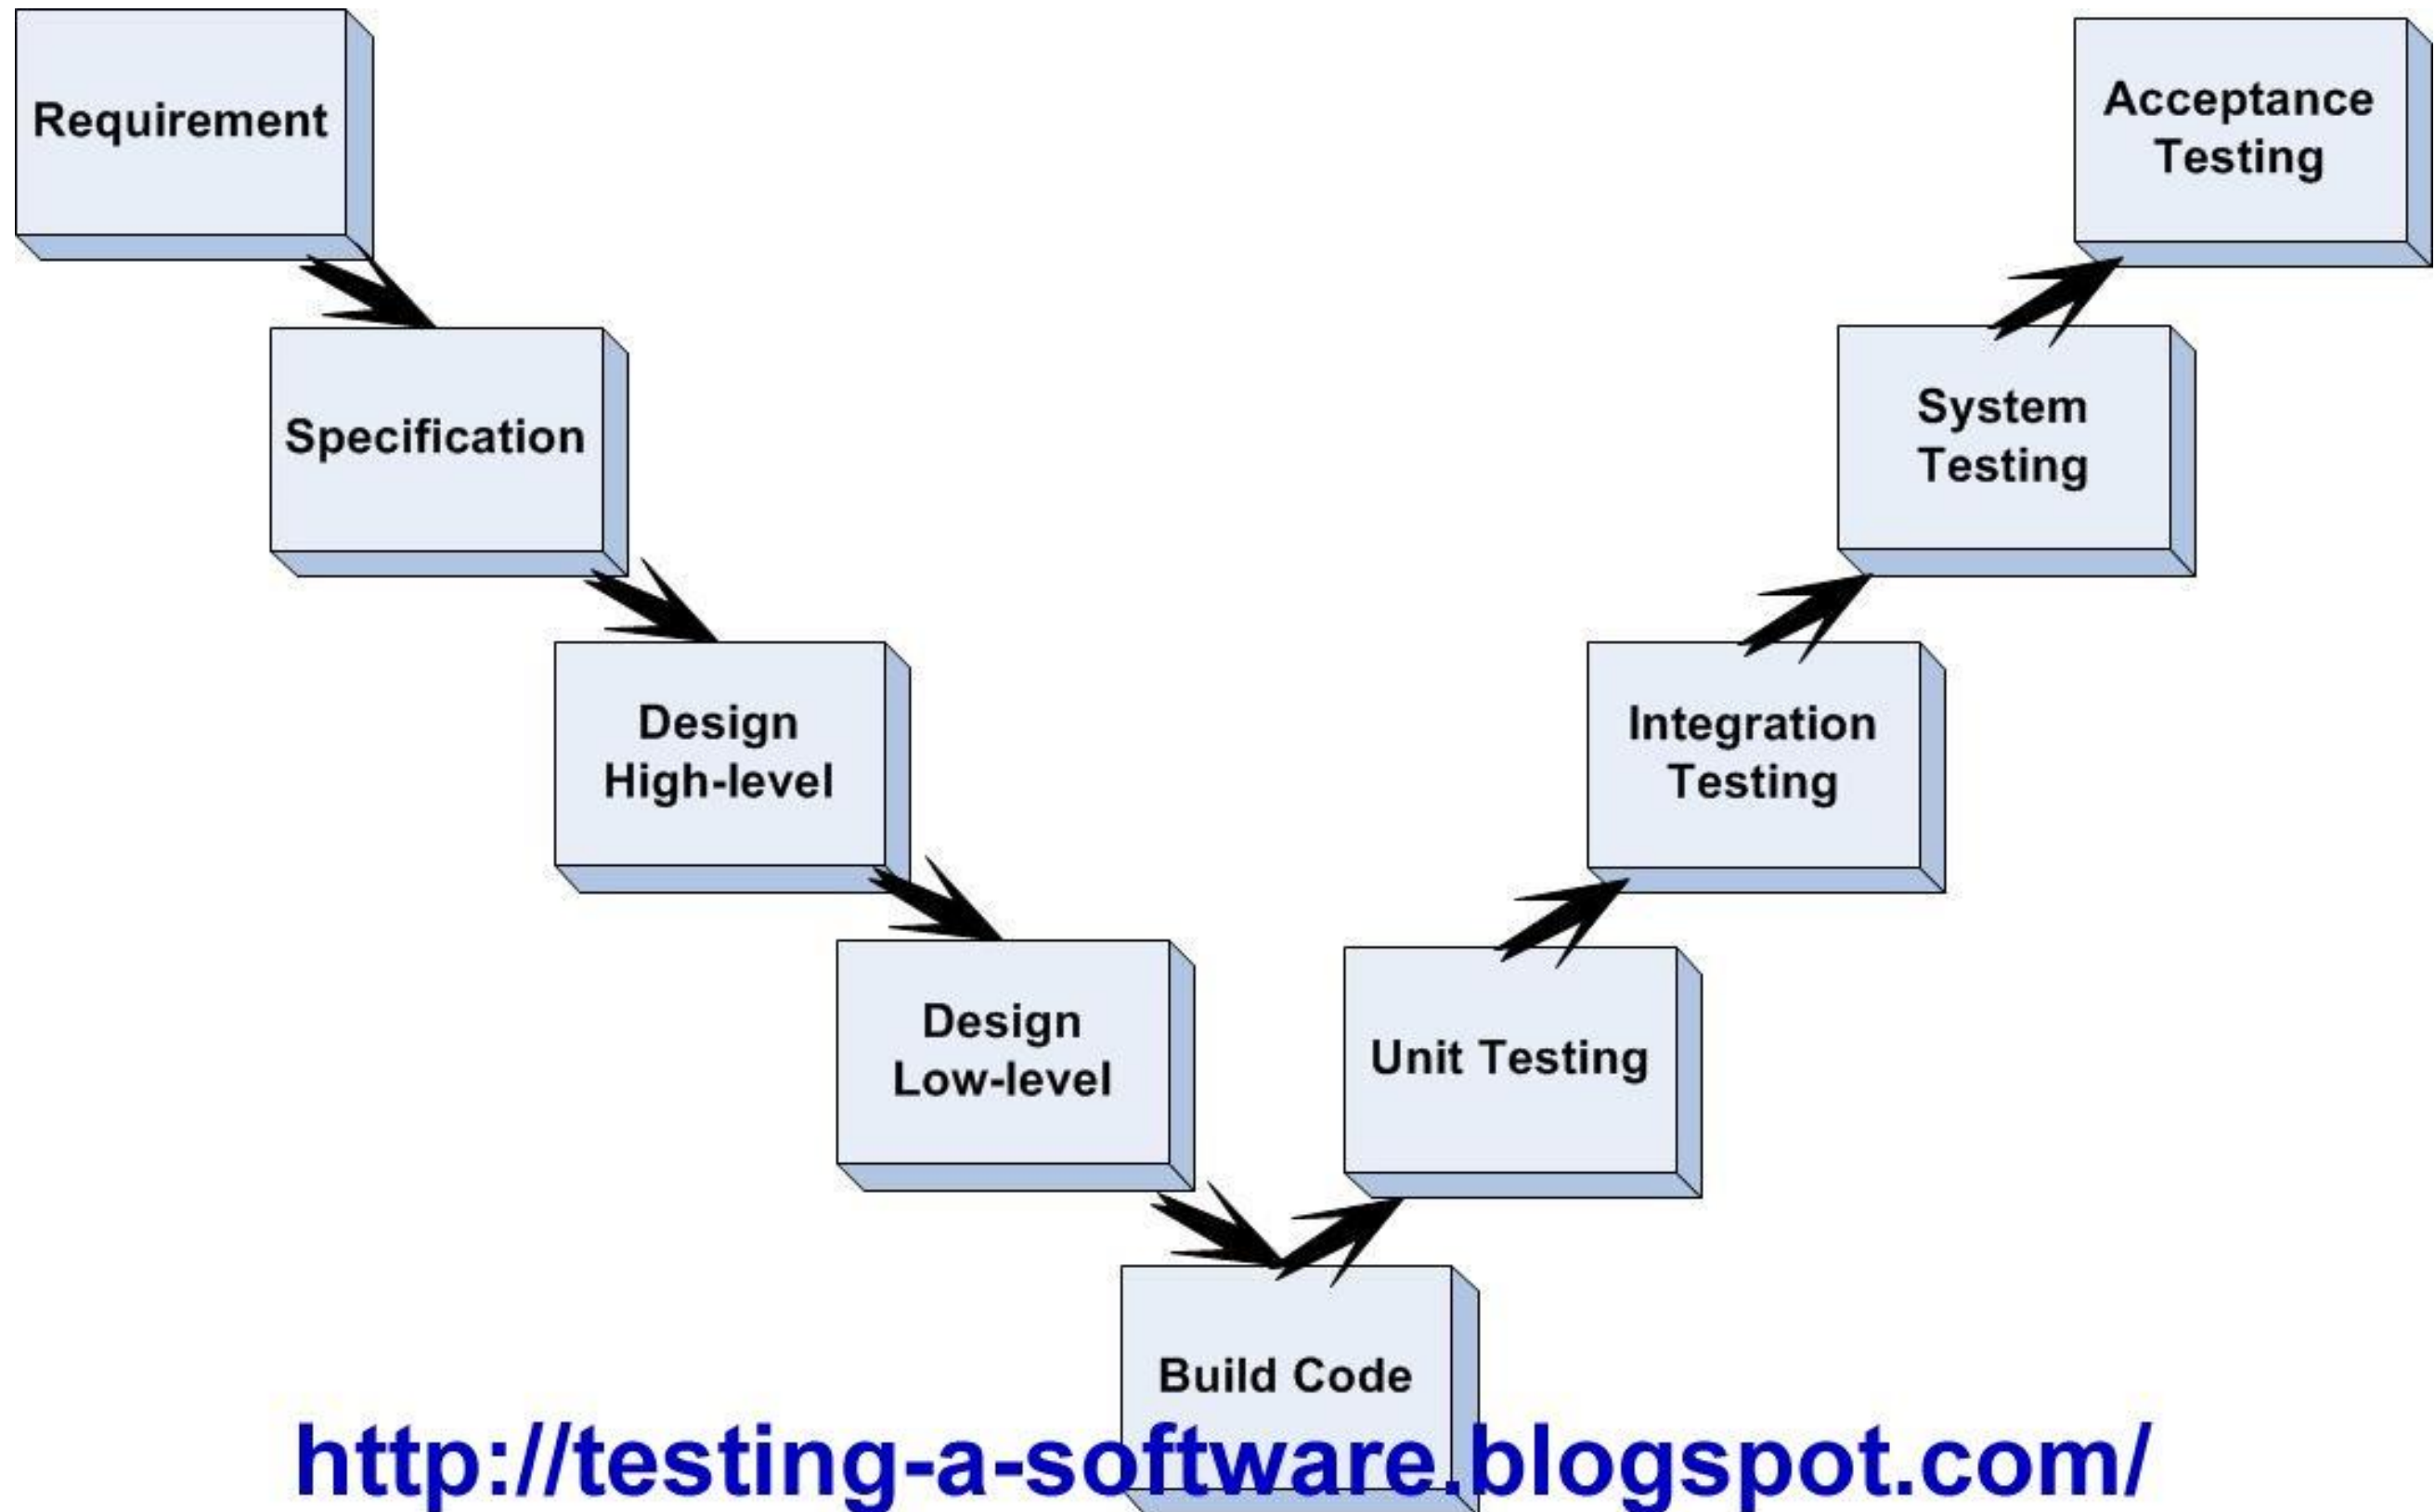 Requirement
Acceptance
Testing
Specification
System
Testing
Design
High-level
Integration
Testing
Design
Low-level
Unit Testing
Build Code
http://testing-a-software.blogspot.com/